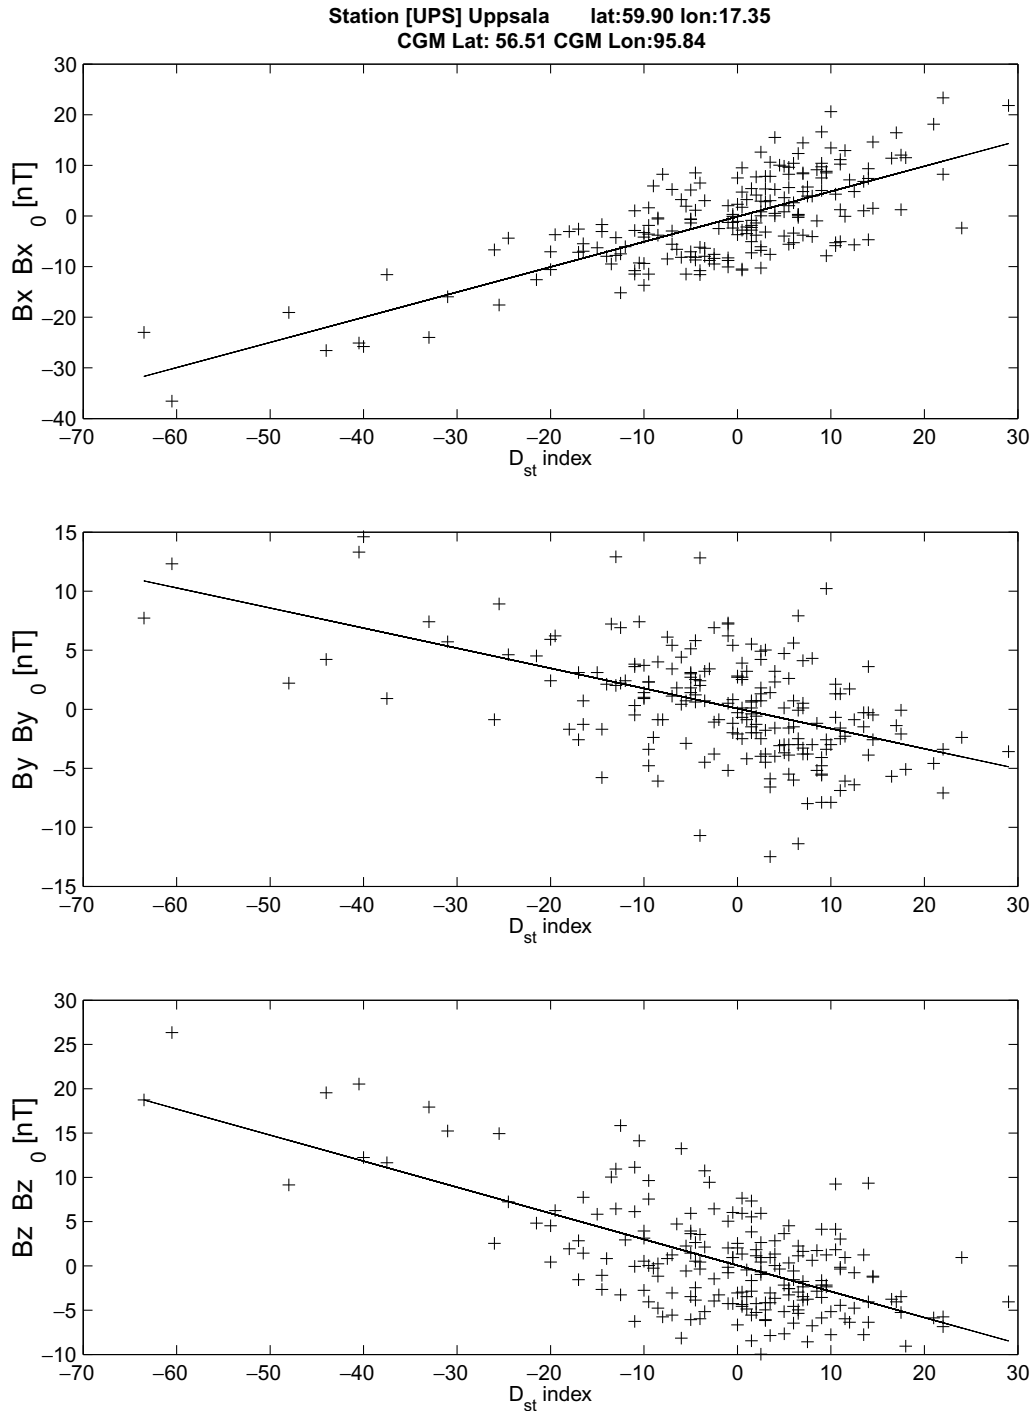 Station [UPS] Uppsala lat:59.90 lon:17.35
CGM Lat: 56.51 CGM Lon:95.84
30
20
10
0
−10
−20
−30
−40
Bx Bx 0 [nT]
−70 −60 −50 −40 −30 −20 −10 0 10 20 30
Dst index
15
10
5
0
−5
−10
−15
By By 0 [nT]
−70 −60 −50 −40 −30 −20 −10 0 10 20 30
Dst index
30
25
20
15
10
5
0
−5
−10
Bz Bz 0 [nT]
−70 −60 −50 −40 −30 −20 −10 0 10 20 30
Dst index